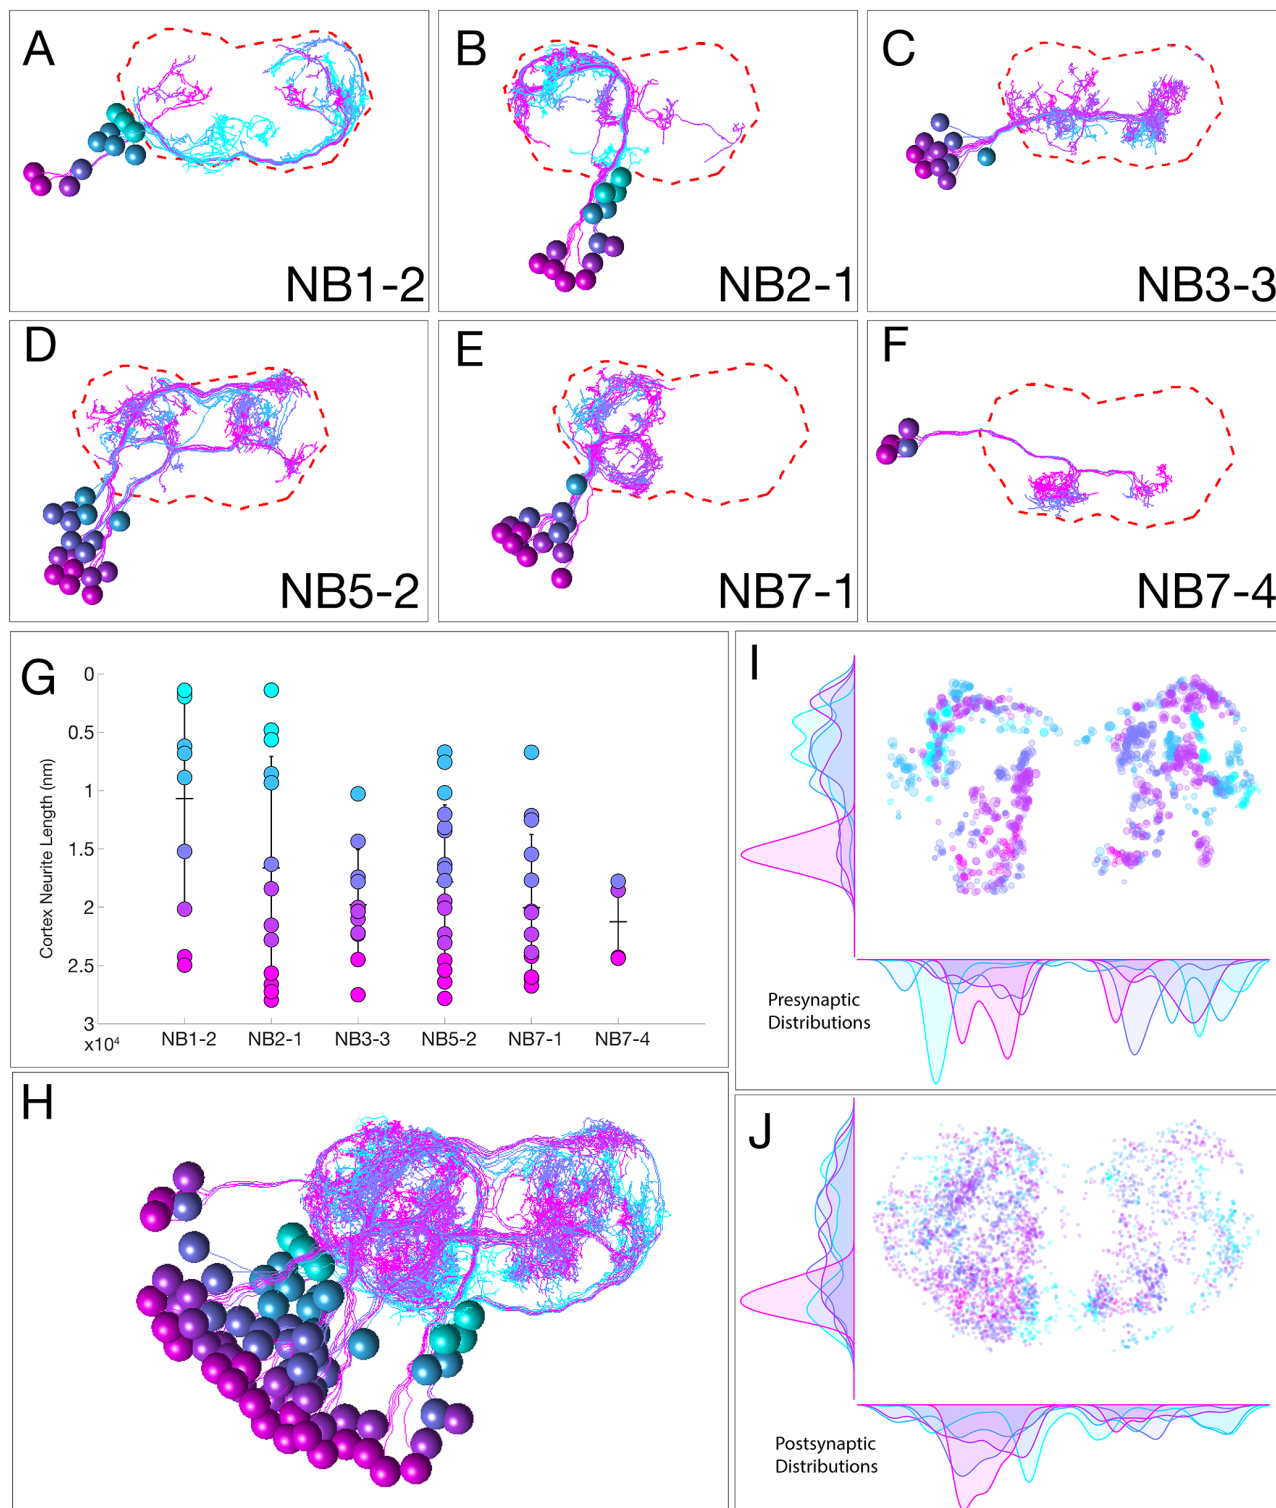 A
NB1-2
B
NB2-1
C
NB3-3
D
NB5-2
E
NB7-1
F
NB7-4
G
Cortex Neurite Length (nm)
0
0.5
1
1.5
2
2.5
3
x10⁴
NB1-2 NB2-1 NB3-3 NB5-2 NB7-1 NB7-4
H
I
Presynaptic
Distributions
J
Postsynaptic
Distributions